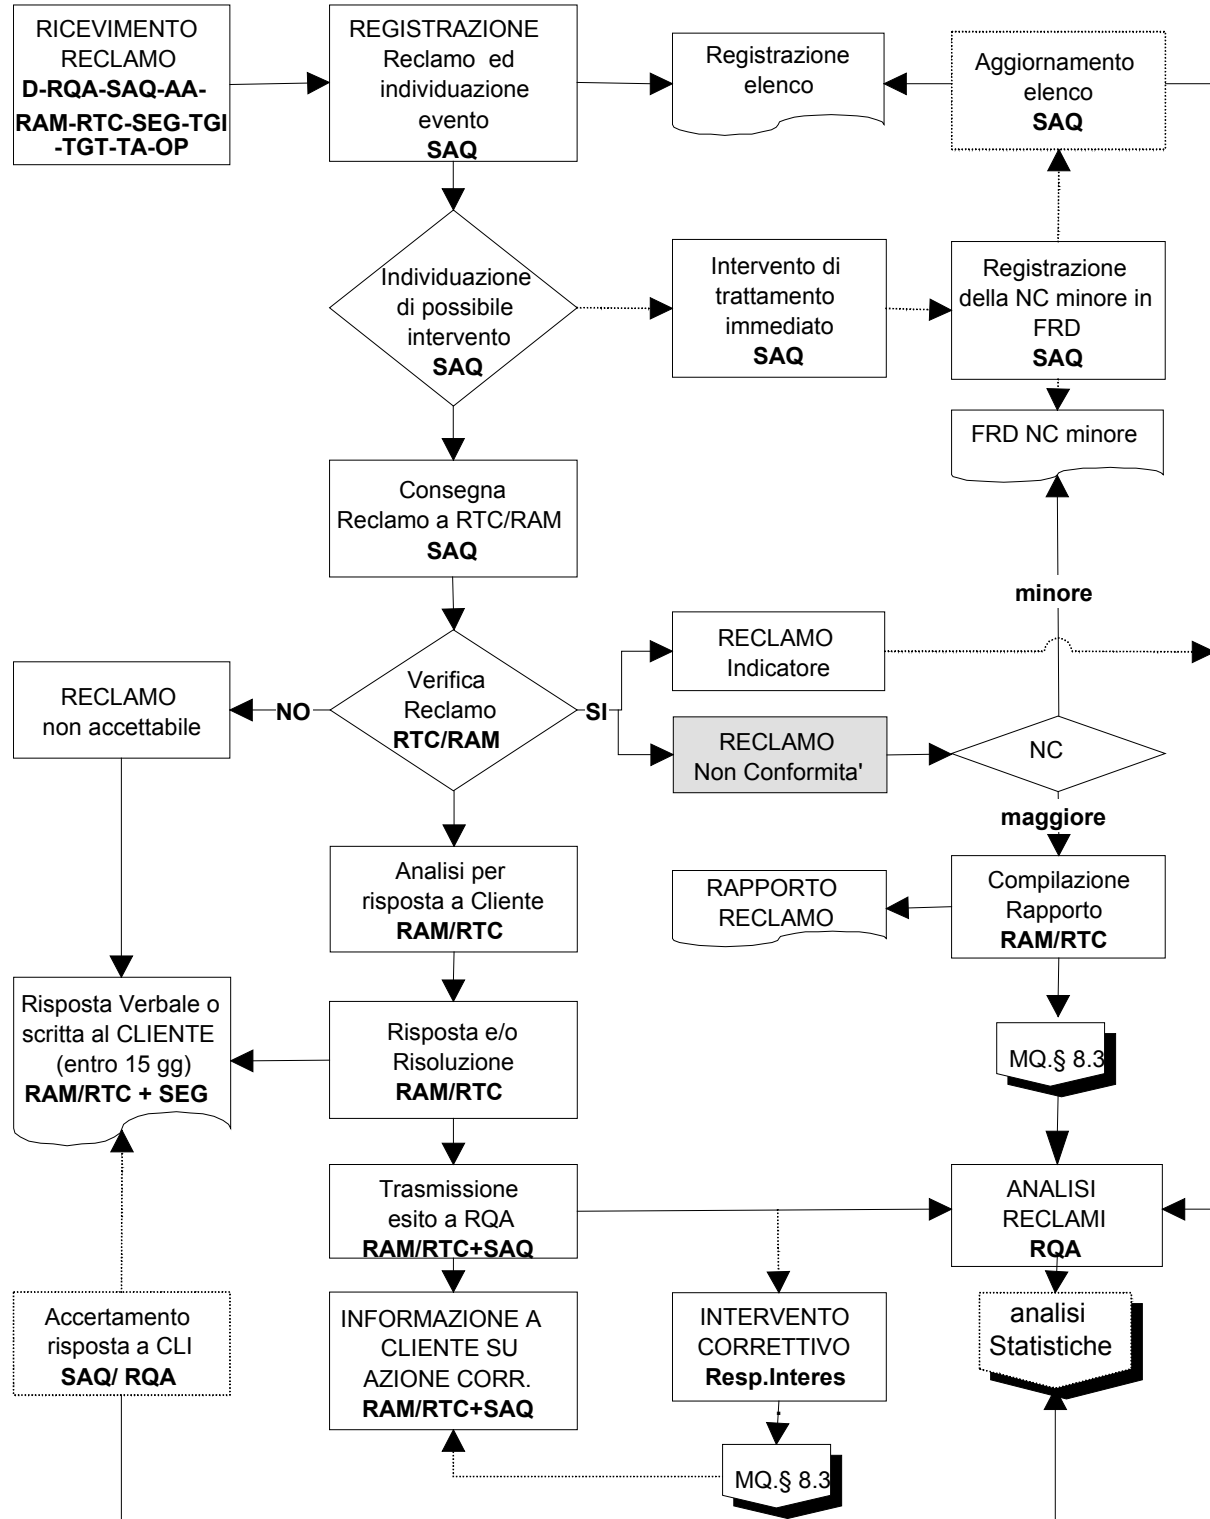 RICEVIMENTO
RECLAMO
D-RQA-SAQ-AA-
RAM-RTC-SEG-TGI
-TGT-TA-OP
REGISTRAZIONE
Reclamo ed
individuazione
evento
SAQ
Registrazione
elenco
Aggiornamento
elenco
SAQ
Individuazione
di possibile
intervento
SAQ
Intervento di
trattamento
immediato
SAQ
Registrazione
della NC minore in
FRD
SAQ
FRD NC minore
Consegna
Reclamo a RTC/RAM
SAQ
minore
RECLAMO
non accettabile
NO
Verifica
Reclamo
RTC/RAM
SI
RECLAMO
Indicatore
RECLAMO
Non Conformita'
NC
maggiore
Analisi per
risposta a Cliente
RAM/RTC
RAPPORTO
RECLAMO
Compilazione
Rapporto
RAM/RTC
Risposta Verbale o
scritta al CLIENTE
(entro 15 gg)
RAM/RTC + SEG
Risposta e/o
Risoluzione
RAM/RTC
MQ.§ 8.3
Trasmissione
esito a RQA
RAM/RTC+SAQ
ANALISI
RECLAMI
RQA
Accertamento
risposta a CLI
SAQ/ RQA
INFORMAZIONE A
CLIENTE SU
AZIONE CORR.
RAM/RTC+SAQ
INTERVENTO
CORRETTIVO
Resp.Interes
.
analisi
Statistiche
MQ.§ 8.3